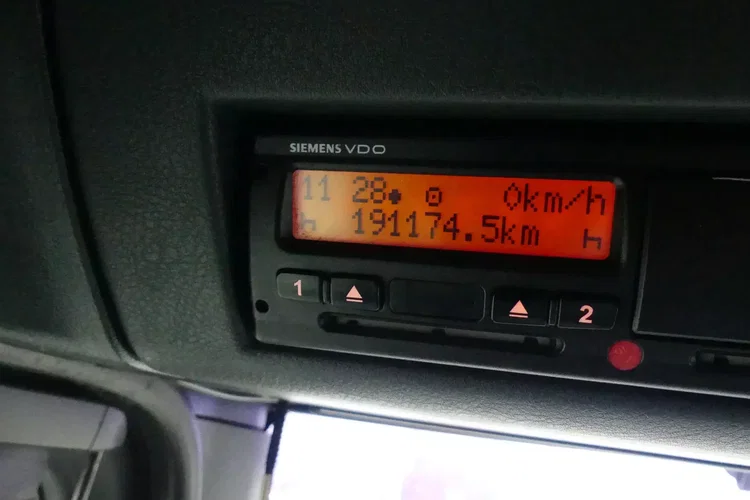 SIEMENS VDO
11 28 0km/h
191174.5km
1 2